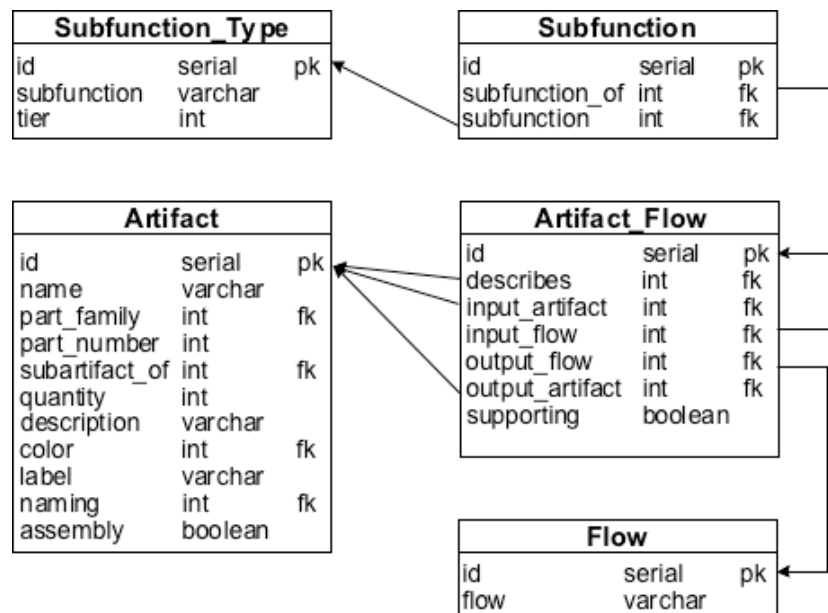 Subfunction_Type
id serial pk
subfunction varchar
tier int
Subfunction
id serial pk
subfunction_of int fk
subfunction int fk
Artifact
id serial pk
name varchar
part_family int fk
part_number int
subartifact_of int fk
quantity int
description varchar
color int fk
label varchar
naming int fk
assembly boolean
Artifact_Flow
id serial pk
describes int fk
input_artifact int fk
input_flow int fk
output_flow int fk
output_artifact int fk
supporting boolean
Flow
id serial pk
flow varchar